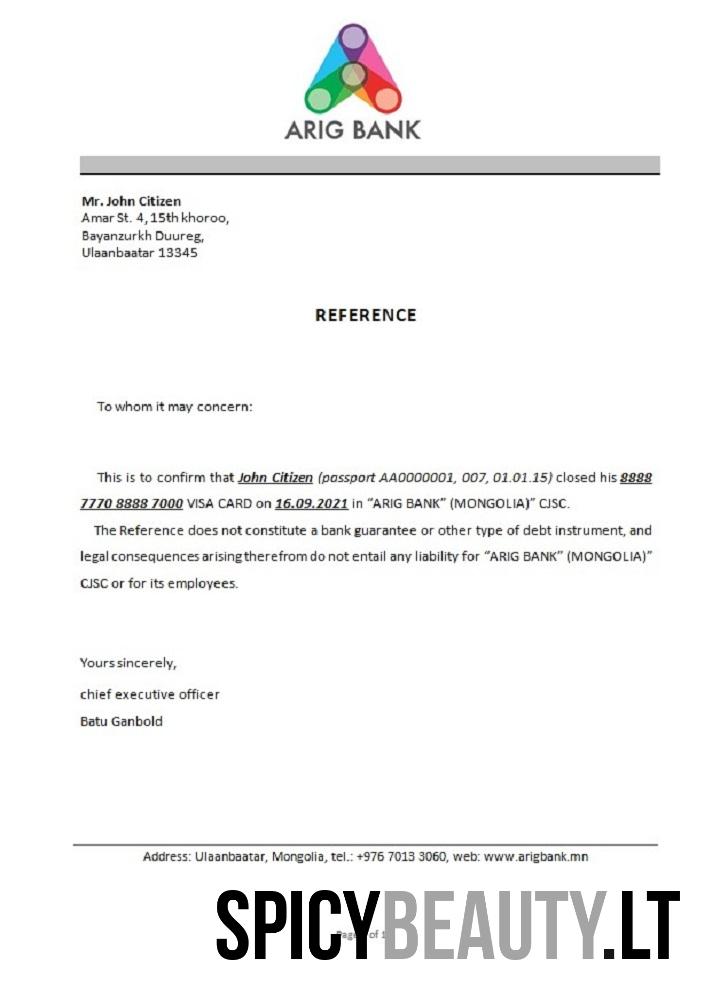 ARIG BANK
Mr. John Citizen
Amar St. 4, 15th khoroo,
Bayanzurkh Duureg,
Ulaanbaatar 13345
REFERENCE
To whom it may concern:
This is to confirm that John Citizen (passport AA0000001, 007, 01.01.15) closed his 8888
7770 8888 7000 VISA CARD on 16.09.2021 in “ARIG BANK” (MONGOLIA)” CJSC.
The Reference does not constitute a bank guarantee or other type of debt instrument, and
legal consequences arising therefrom do not entail any liability for “ARIG BANK” (MONGOLIA)”
CJSC or for its employees.
Yours sincerely,
chief executive officer
Batu Ganbold
Address: Ulaanbaatar, Mongolia, tel.: +976 7013 3060, web: www.arigbank.mn
SPICYBEAUTY.LT
of 1